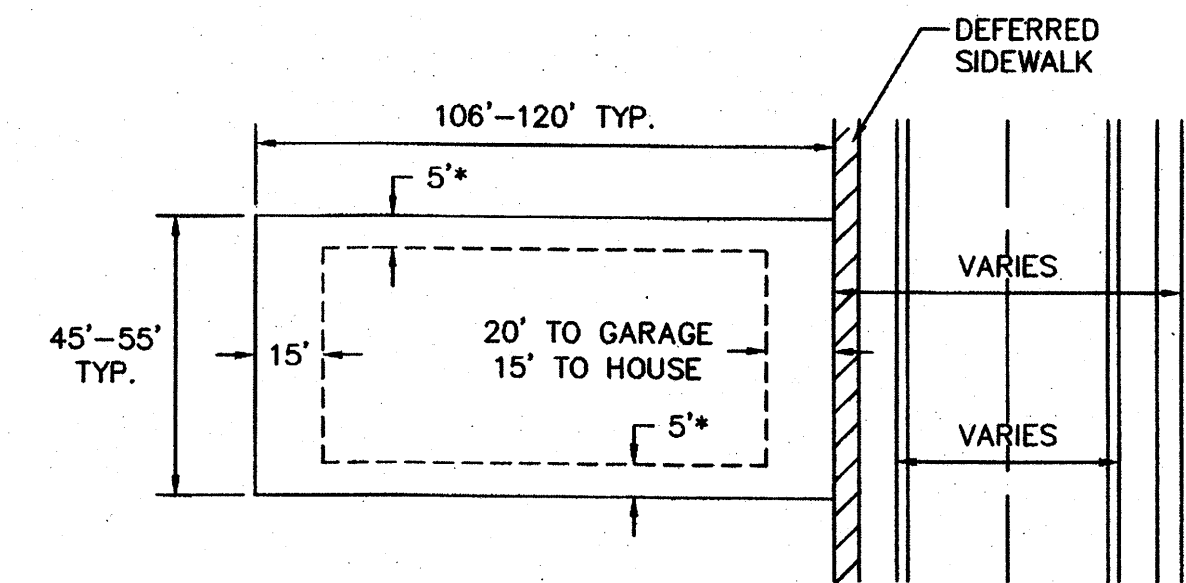 DEFERRED
SIDEWALK
106'-120' TYP.
5'*
VARIES
45'-55'
TYP.
15'
20' TO GARAGE
15' TO HOUSE
5'*
VARIES